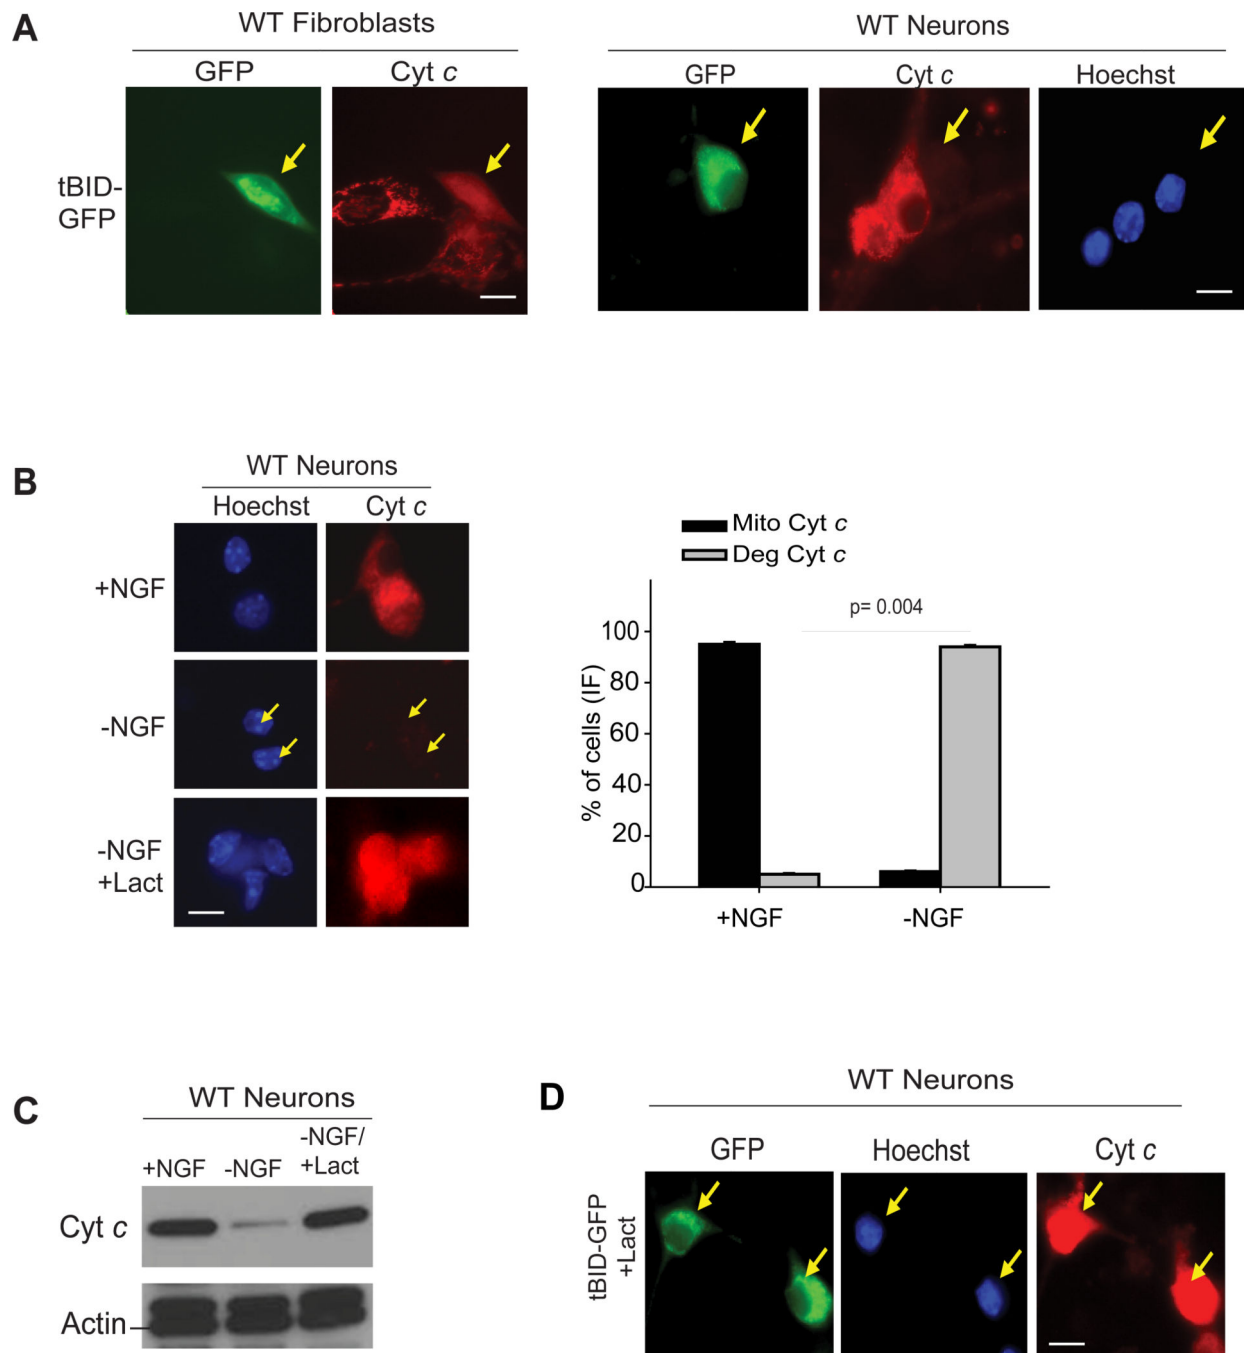 A
WT Fibroblasts
WT Neurons
GFP
Cyt c
GFP
Cyt c
Hoechst
tBID-
GFP
B
WT Neurons
Hoechst
Cyt c
+NGF
-NGF
-NGF
+Lact
Mito Cyt c
Deg Cyt c
p= 0.004
100
80
60
40
20
0
% of cells (IF)
+NGF
-NGF
C
WT Neurons
+NGF
-NGF
-NGF/
+Lact
Cyt c
Actin
D
WT Neurons
GFP
Hoechst
Cyt c
tBID-GFP
+Lact